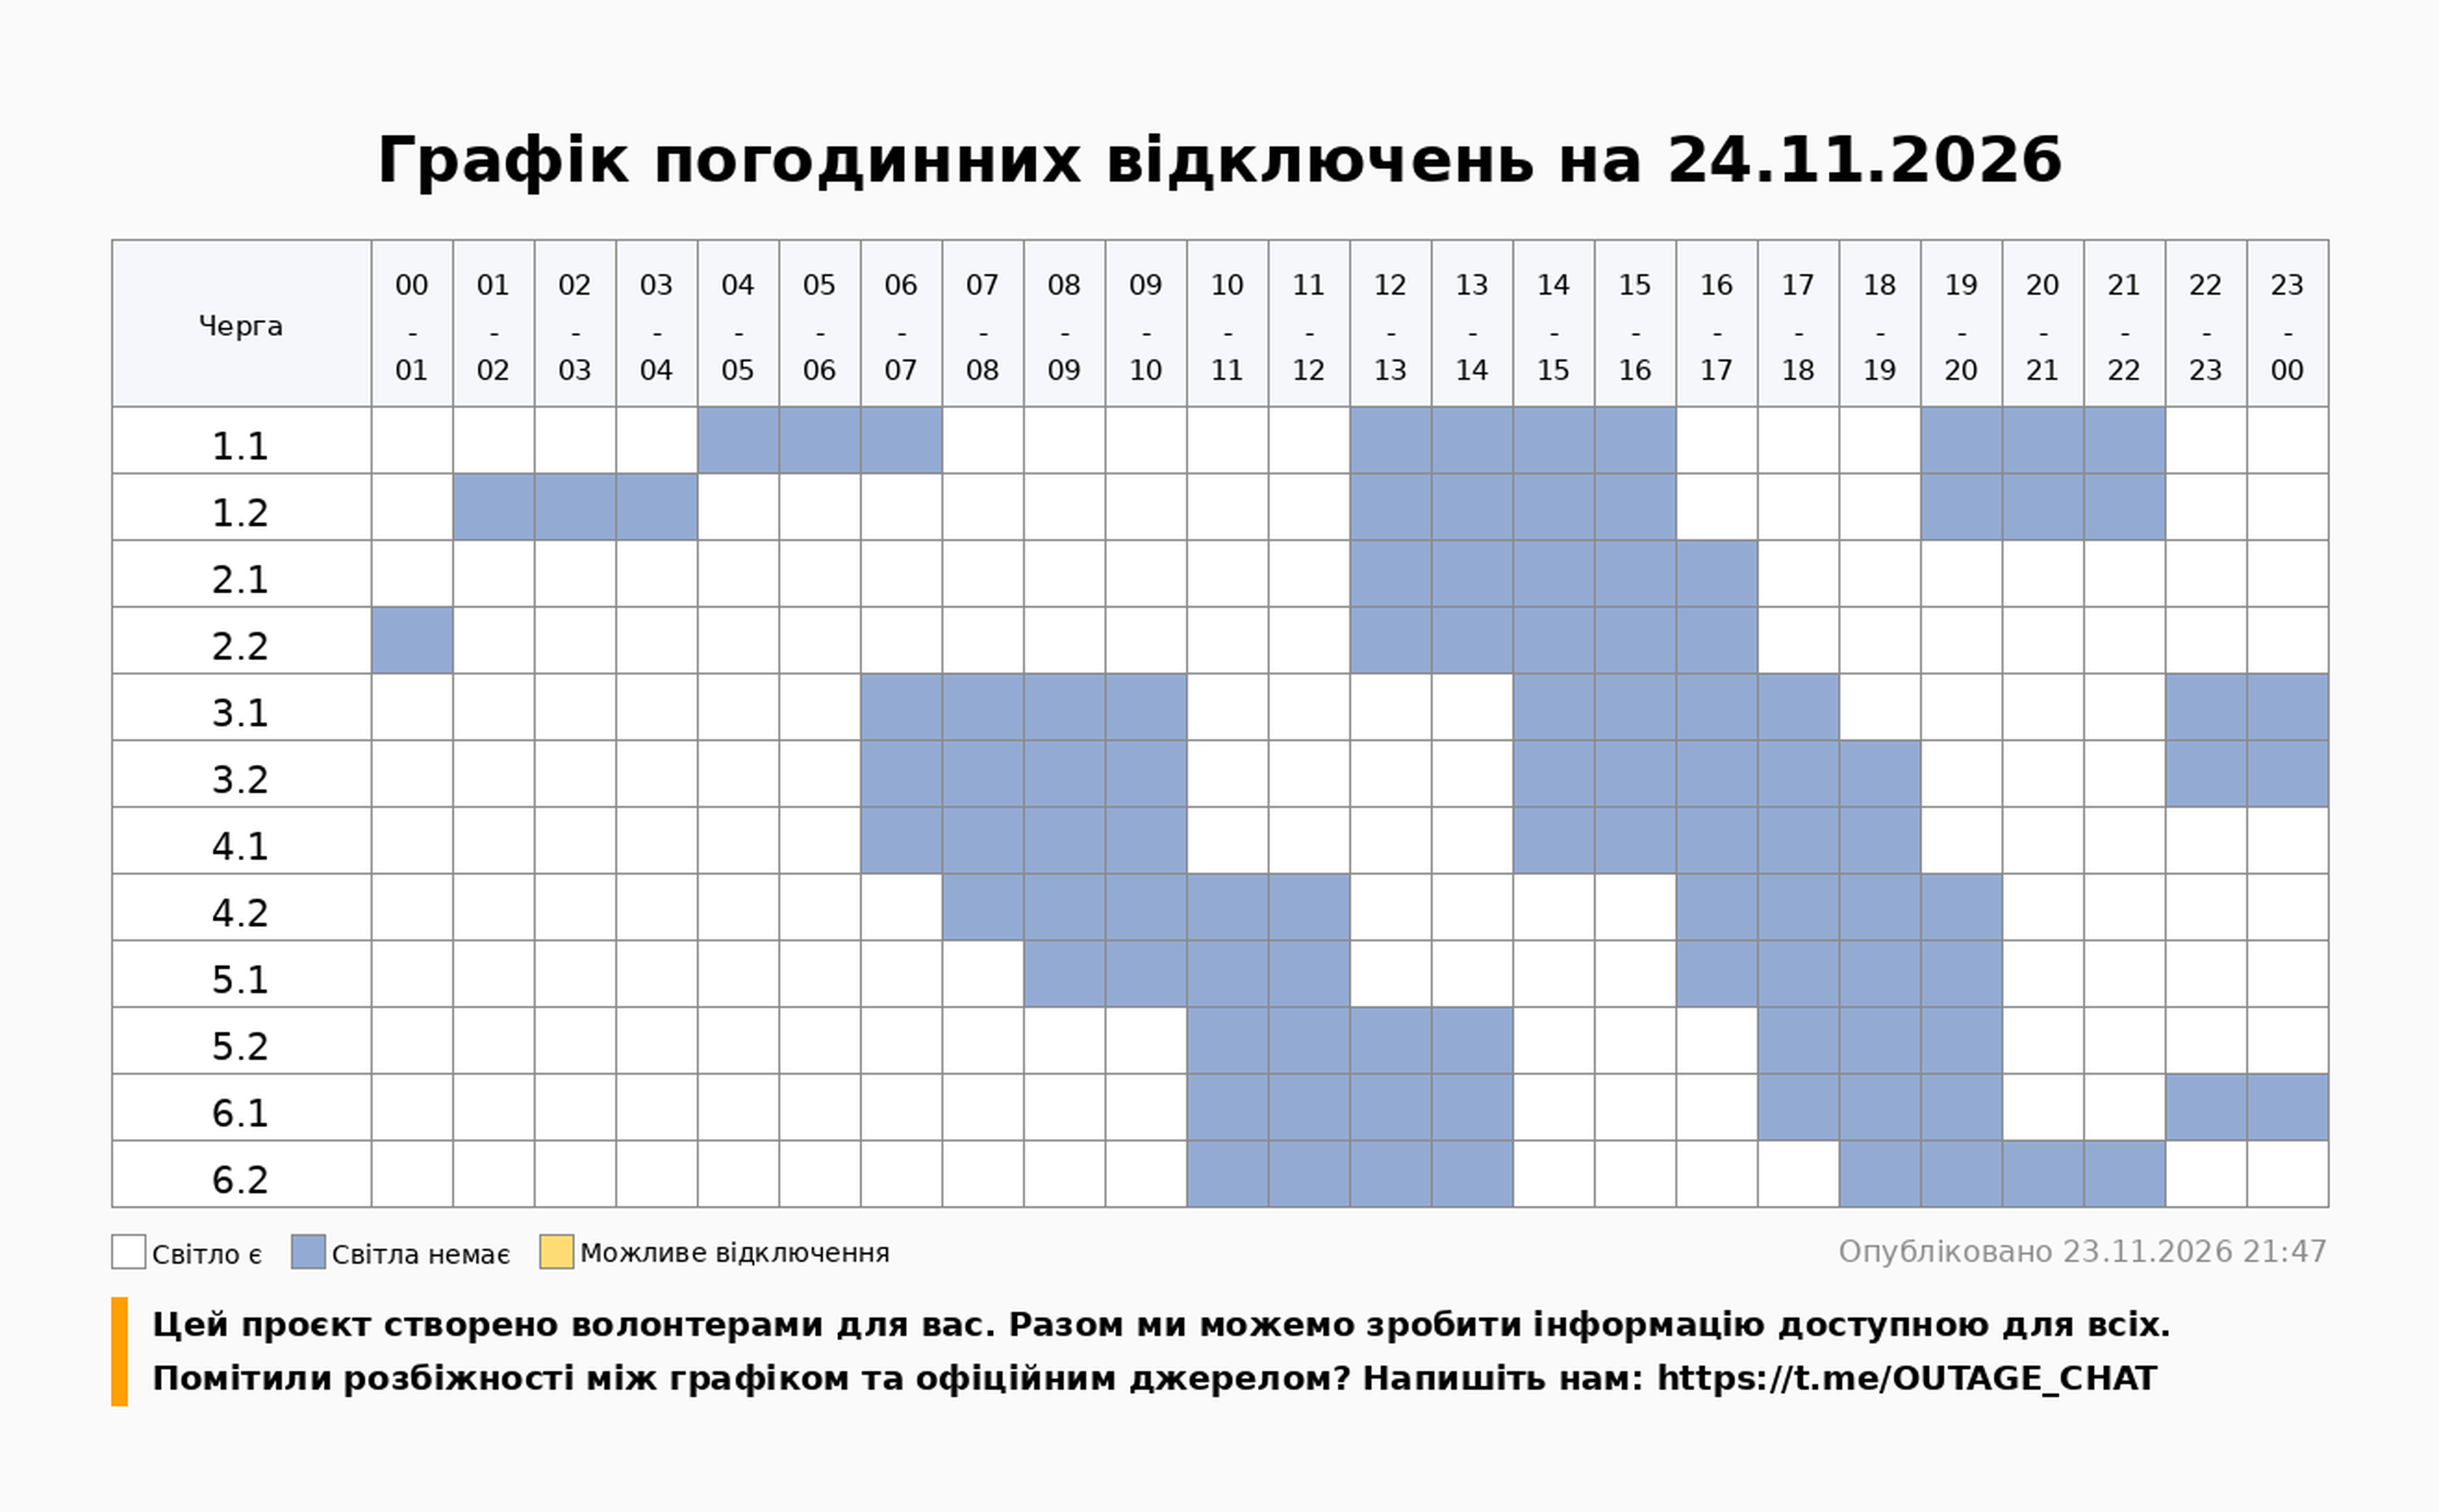 Графік погодинних відключень на 24.11.2026
Черга 00-01 01-02 02-03 03-04 04-05 05-06 06-07 07-08 08-09 09-10 10-11 11-12 12-13 13-14 14-15 15-16 16-17 17-18 18-19 19-20 20-21 21-22 22-23 23-00
1.1
1.2
2.1
2.2
3.1
3.2
4.1
4.2
5.1
5.2
6.1
6.2
Світло є Світла немає Можливе відключення Опубліковано 23.11.2026 21:47
Цей проєкт створено волонтерами для вас. Разом ми можемо зробити інформацію доступною для всіх.
Помітили розбіжності між графіком та офіційним джерелом? Напишіть нам: https://t.me/OUTAGE_CHAT